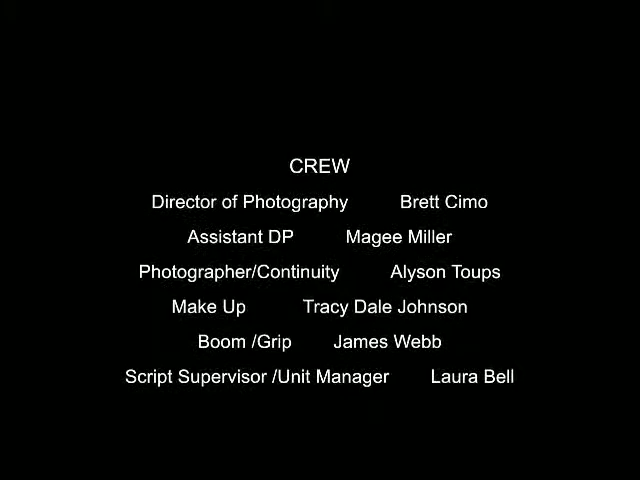 CREW
Director of Photography Brett Cimo
Assistant DP Magee Miller
Photographer/Continuity Alyson Toups
Make Up Tracy Dale Johnson
Boom /Grip James Webb
Script Supervisor /Unit Manager Laura Bell